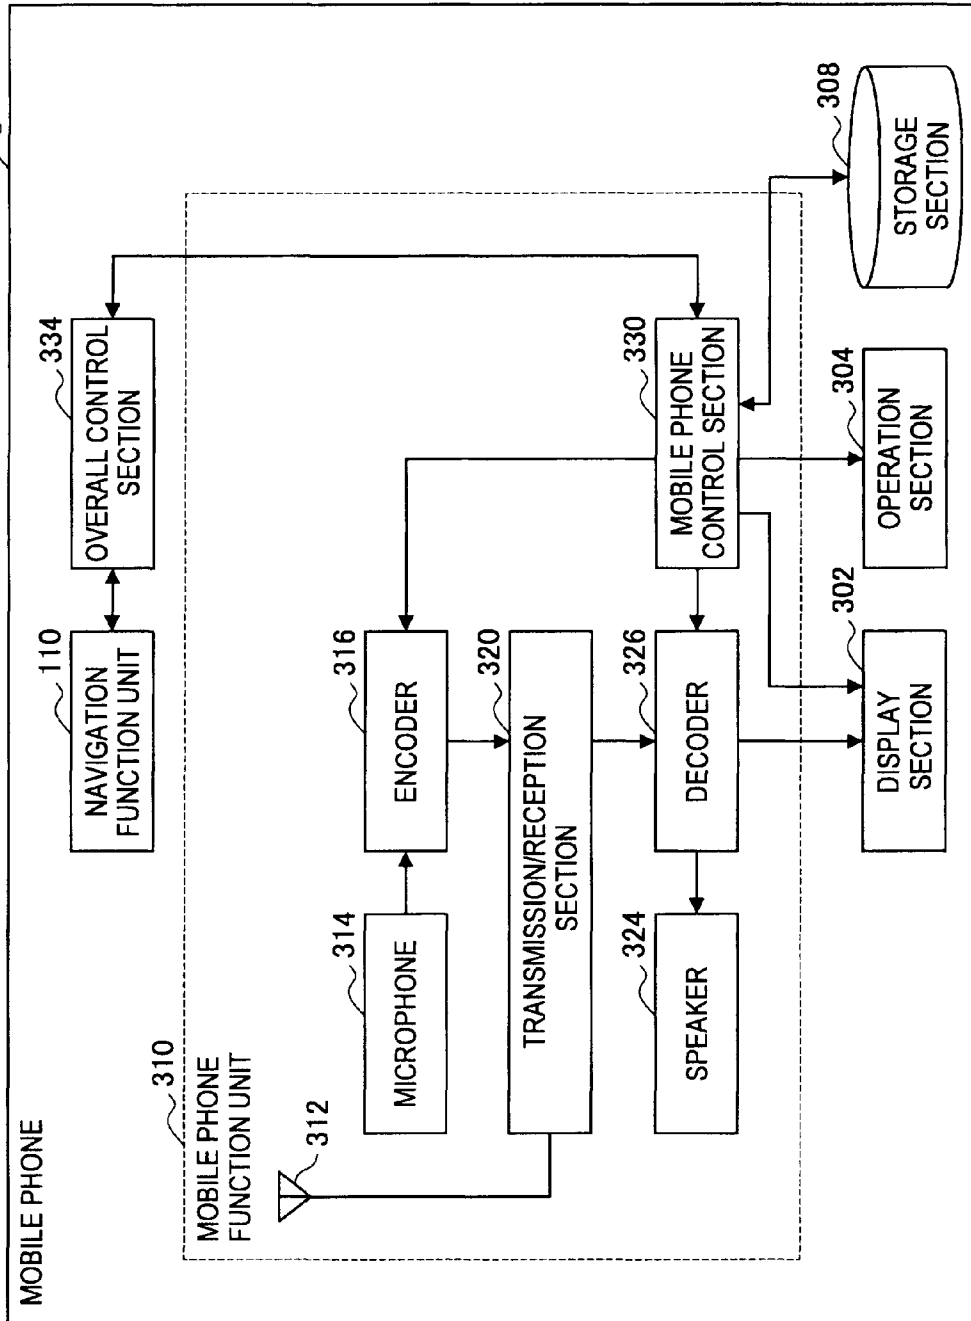 MOBILE PHONE
110
NAVIGATION
FUNCTION UNIT
334
OVERALL CONTROL
SECTION
310
MOBILE PHONE
FUNCTION UNIT
312
314
MICROPHONE
316
ENCODER
320
TRANSMISSION/RECEPTION
SECTION
324
SPEAKER
326
DECODER
330
MOBILE PHONE
CONTROL SECTION
302
DISPLAY
SECTION
304
OPERATION
SECTION
308
STORAGE
SECTION